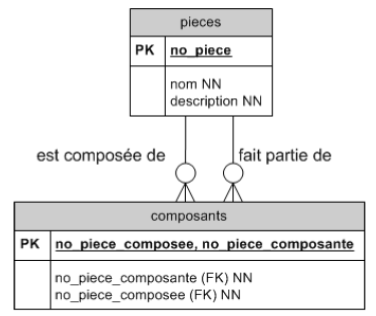 pieces
PK no_piece
nom NN
description NN
est composée de
fait partie de
composants
PK no_piece_composee, no_piece_composante
no_piece_composante (FK) NN
no_piece_composee (FK) NN